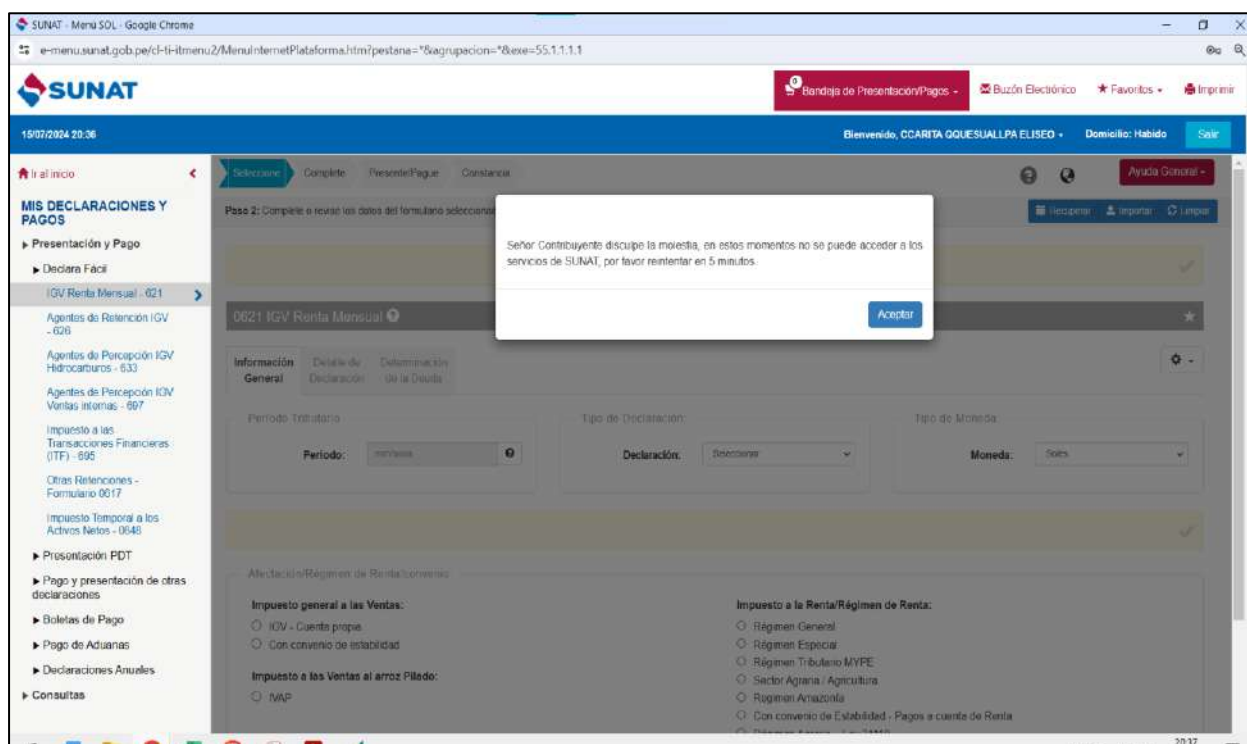 SUNAT - Menú SOL - Google Chrome
e-menu.sunat.gob.pe/cl-ti-itmenu2/MenuInternetPlataforma.htm?pestana=*&agrupacion=*&exe=55.1.1.1.1
SUNAT
0
Bandeja de Presentación/Pagos
Buzón Electrónico
Favoritos
Imprimir
15/07/2024 20:36
Bienvenido, CCARITA QQUESUALLPA ELISEO
Domicilio: Habido
Salir
Ir al inicio
MIS DECLARACIONES Y
PAGOS
Presentación y Pago
Declara Fácil
IGV Renta Mensual - 621
Agentes de Retención IGV
- 626
Agentes de Percepción IGV
Hidrocarburos - 633
Agentes de Percepción IGV
Ventas internas - 697
Impuesto a las
Transacciones Financieras
(ITF) - 695
Otras Retenciones -
Formulario 0617
Impuesto Temporal a los
Activos Netos - 0648
Presentación PDT
Pago y presentación de otras
declaraciones
Boletas de Pago
Pago de Aduanas
Declaraciones Anuales
Consultas
Seleccione
Complete
Presente/Pague
Constancia
Ayuda General
Paso 2: Complete o revise los datos del formulario
Recuperar
Importar
Limpiar
Señor Contribuyente disculpe la molestia, en estos momentos no se puede acceder a los
servicios de SUNAT, por favor reintentar en 5 minutos.
Aceptar
0621 IGV Renta Mensual
Información
General
Detalle de
Declaración
Determinación
de la Deuda
Período Tributario
Período:
Tipo de Declaración:
Declaración:
Seleccionar
Tipo de Moneda:
Moneda:
Soles
Afectación/Régimen de Renta/convenio
Impuesto general a las Ventas:
IGV - Cuenta propia
Con convenio de estabilidad
Impuesto a las Ventas al arroz Pilado:
IVAP
Impuesto a la Renta/Régimen de Renta:
Régimen General
Régimen Especial
Régimen Tributario MYPE
Sector Agraria / Agricultura
Regimen Amazonía
Con convenio de Estabilidad - Pagos a cuenta de Renta
20:37